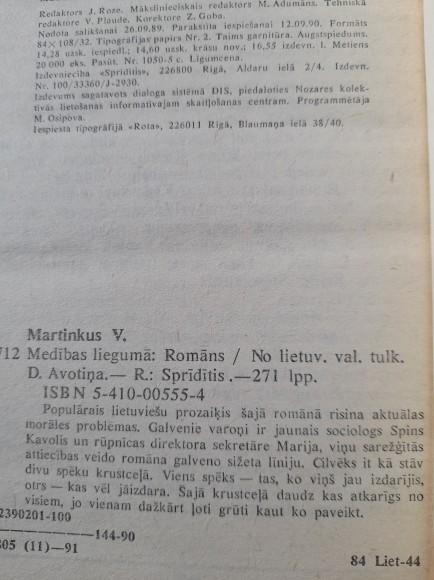 Redaktors J. Roze. Mākslinieciskais redaktors M. Adumāns. Tehniskā
redaktore V. Plaude. Korektore Z. Goba.
Nodota salikšanai 26.09.89. Parakstīta iespiešanai 12.09.90. Formāts
84×108/32. Tipogrāfijas papīrs Nr. 2. Taims garnitūra. Augstspiedums.
14,28 uzsk. iespiedl.; 14,60 uzsk. krāsu nov.; 16,55 izdevn. l. Metiens
20 000 eks. Pasūt. Nr. 1050-5 c. Līgumcena.
Izdevniecība «Sprīdītis», 226800 Rīgā, Aldaru ielā 2/4. Izdevn.
Nr. 100/33360/J-2930.
Izdevums sagatavots dialoga sistēmā DIS, piedaloties Nozares kolek-
tīvās lietošanas informatīvajam skaitļošanas centram. Programmētāja
M. Osipova.
Iespiesta tipogrāfijā «Rota», 226011 Rīgā, Blaumaņa ielā 38/40.
Martinkus V.
712 Medības liegumā: Romāns / No lietuv. val. tulk.
D. Avotiņa.— R.: Sprīdītis .—271 lpp.
ISBN 5-410-00555-4
Populārais lietuviešu prozaiķis šajā romānā risina aktuālas
morāles problēmas. Galvenie varoņi ir jaunais sociologs Spins
Kavolis un rūpnīcas direktora sekretāre Marija, viņu sarežģītās
attiecības veido romāna galveno sižeta līniju. Cilvēks it kā stāv
divu spēku krustceļā. Viens spēks — tas, ko viņš jau izdarījis,
otrs — kas vēl jāizdara. Šajā krustceļā daudz kas atkarīgs no
visiem, jo vienam dažkārt ļoti grūti kaut ko paveikt.
2390201-100
144-90
805 (11)—91
84 Liet-44